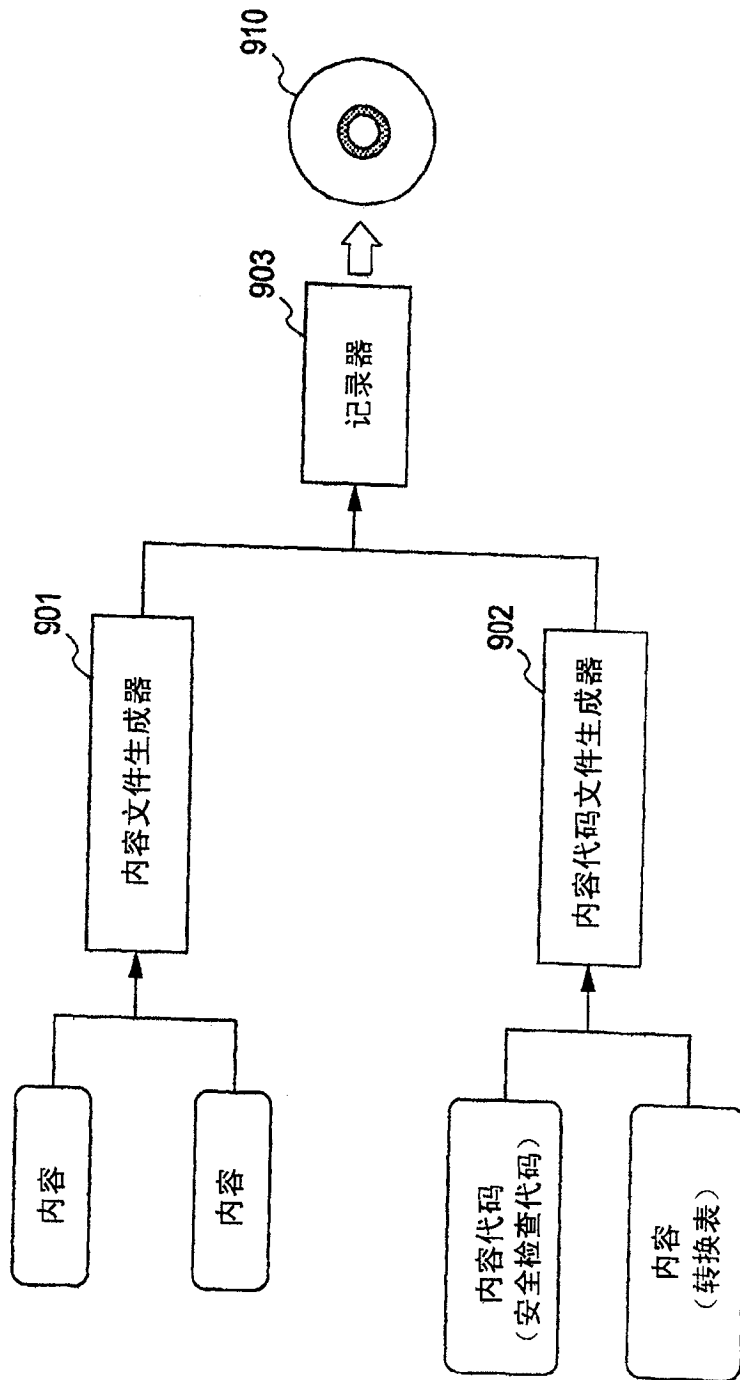 内容
内容
内容代码
（安全检查代码）
内容
（转换表）
901
内容文件生成器
902
内容代码文件生成器
903
记录器
910